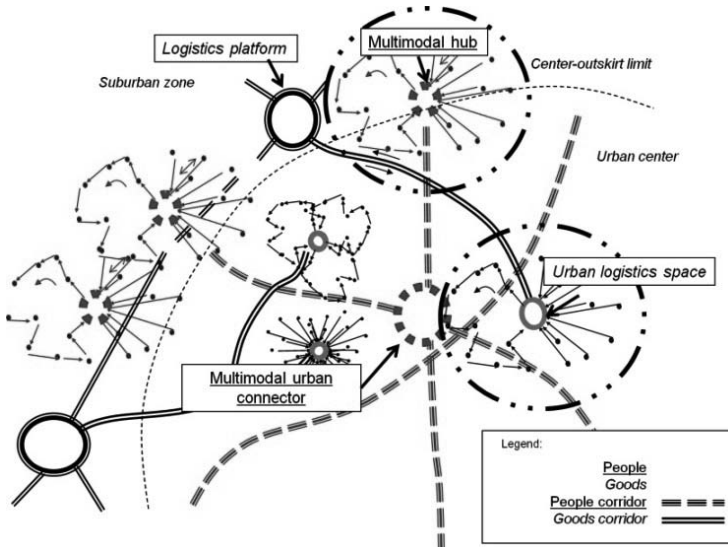 Logistics platform
Multimodal hub
Suburban zone
Center-outskirt limit
Urban center
Urban logistics space
Multimodal urban
connector
Legend:
People
Goods
People corridor
Goods corridor